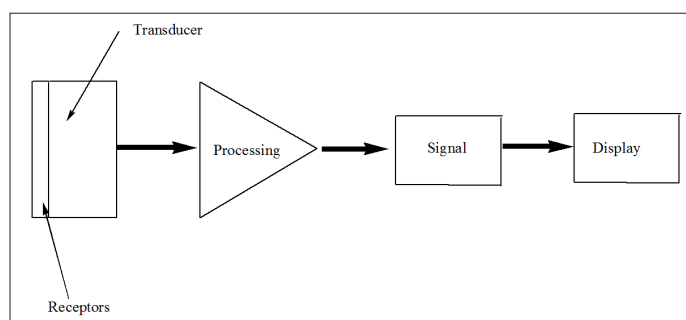 Transducer
Processing
Signal
Display
Receptors